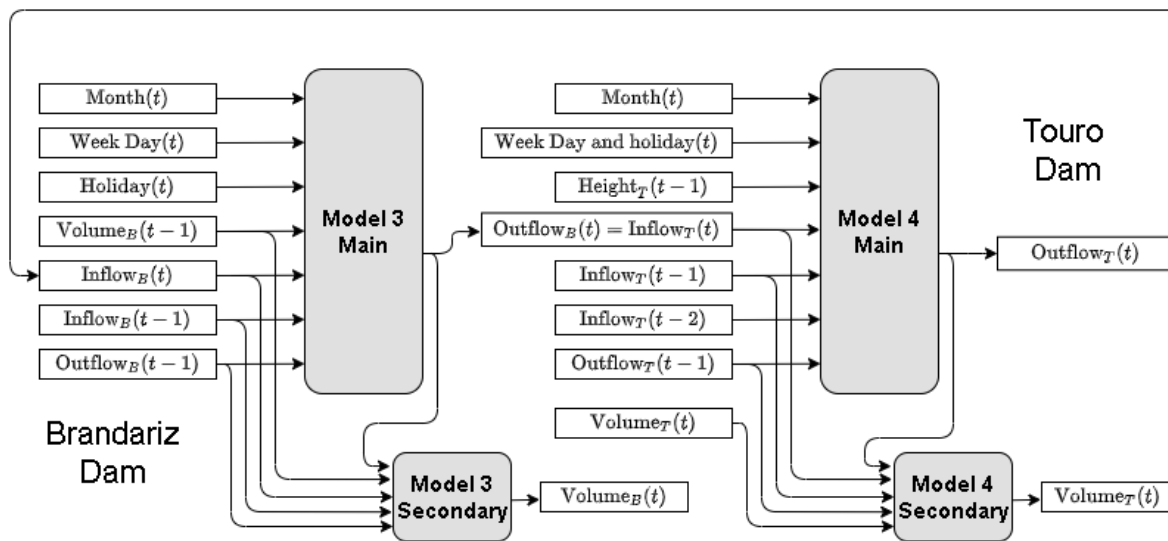 Month(t)
Week Day(t)
Holiday(t)
Volume_B(t − 1)
Inflow_B(t)
Inflow_B(t − 1)
Outflow_B(t − 1)
Model 3
Main
Brandariz
Dam
Model 3
Secondary
Volume_B(t)
Month(t)
Week Day and holiday(t)
Height_T(t − 1)
Outflow_B(t) = Inflow_T(t)
Inflow_T(t − 1)
Inflow_T(t − 2)
Outflow_T(t − 1)
Volume_T(t)
Model 4
Main
Touro
Dam
Outflow_T(t)
Model 4
Secondary
Volume_T(t)